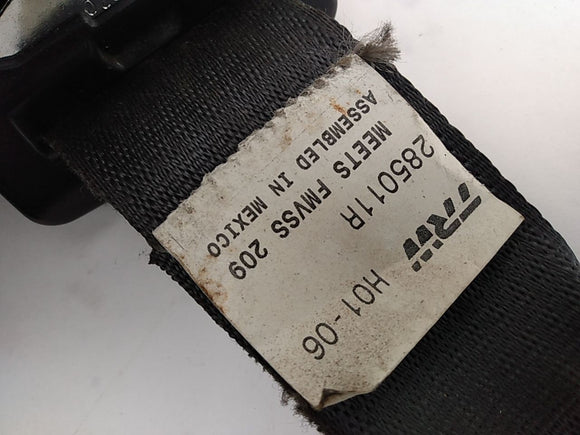 TRW H01-06
285011R
MEETS FMVSS 209
ASSEMBLED IN MEXICO